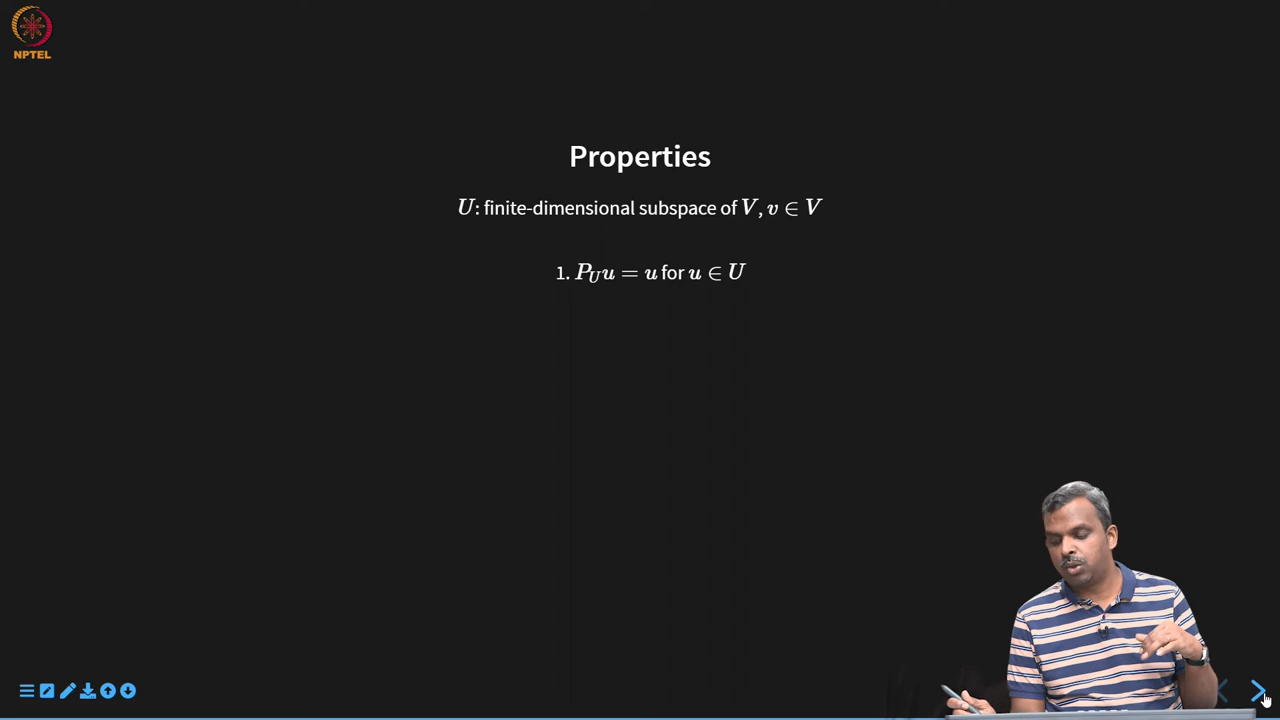 NPTEL
Properties
U: finite-dimensional subspace of V, v ∈ V
1. P_U u = u for u ∈ U